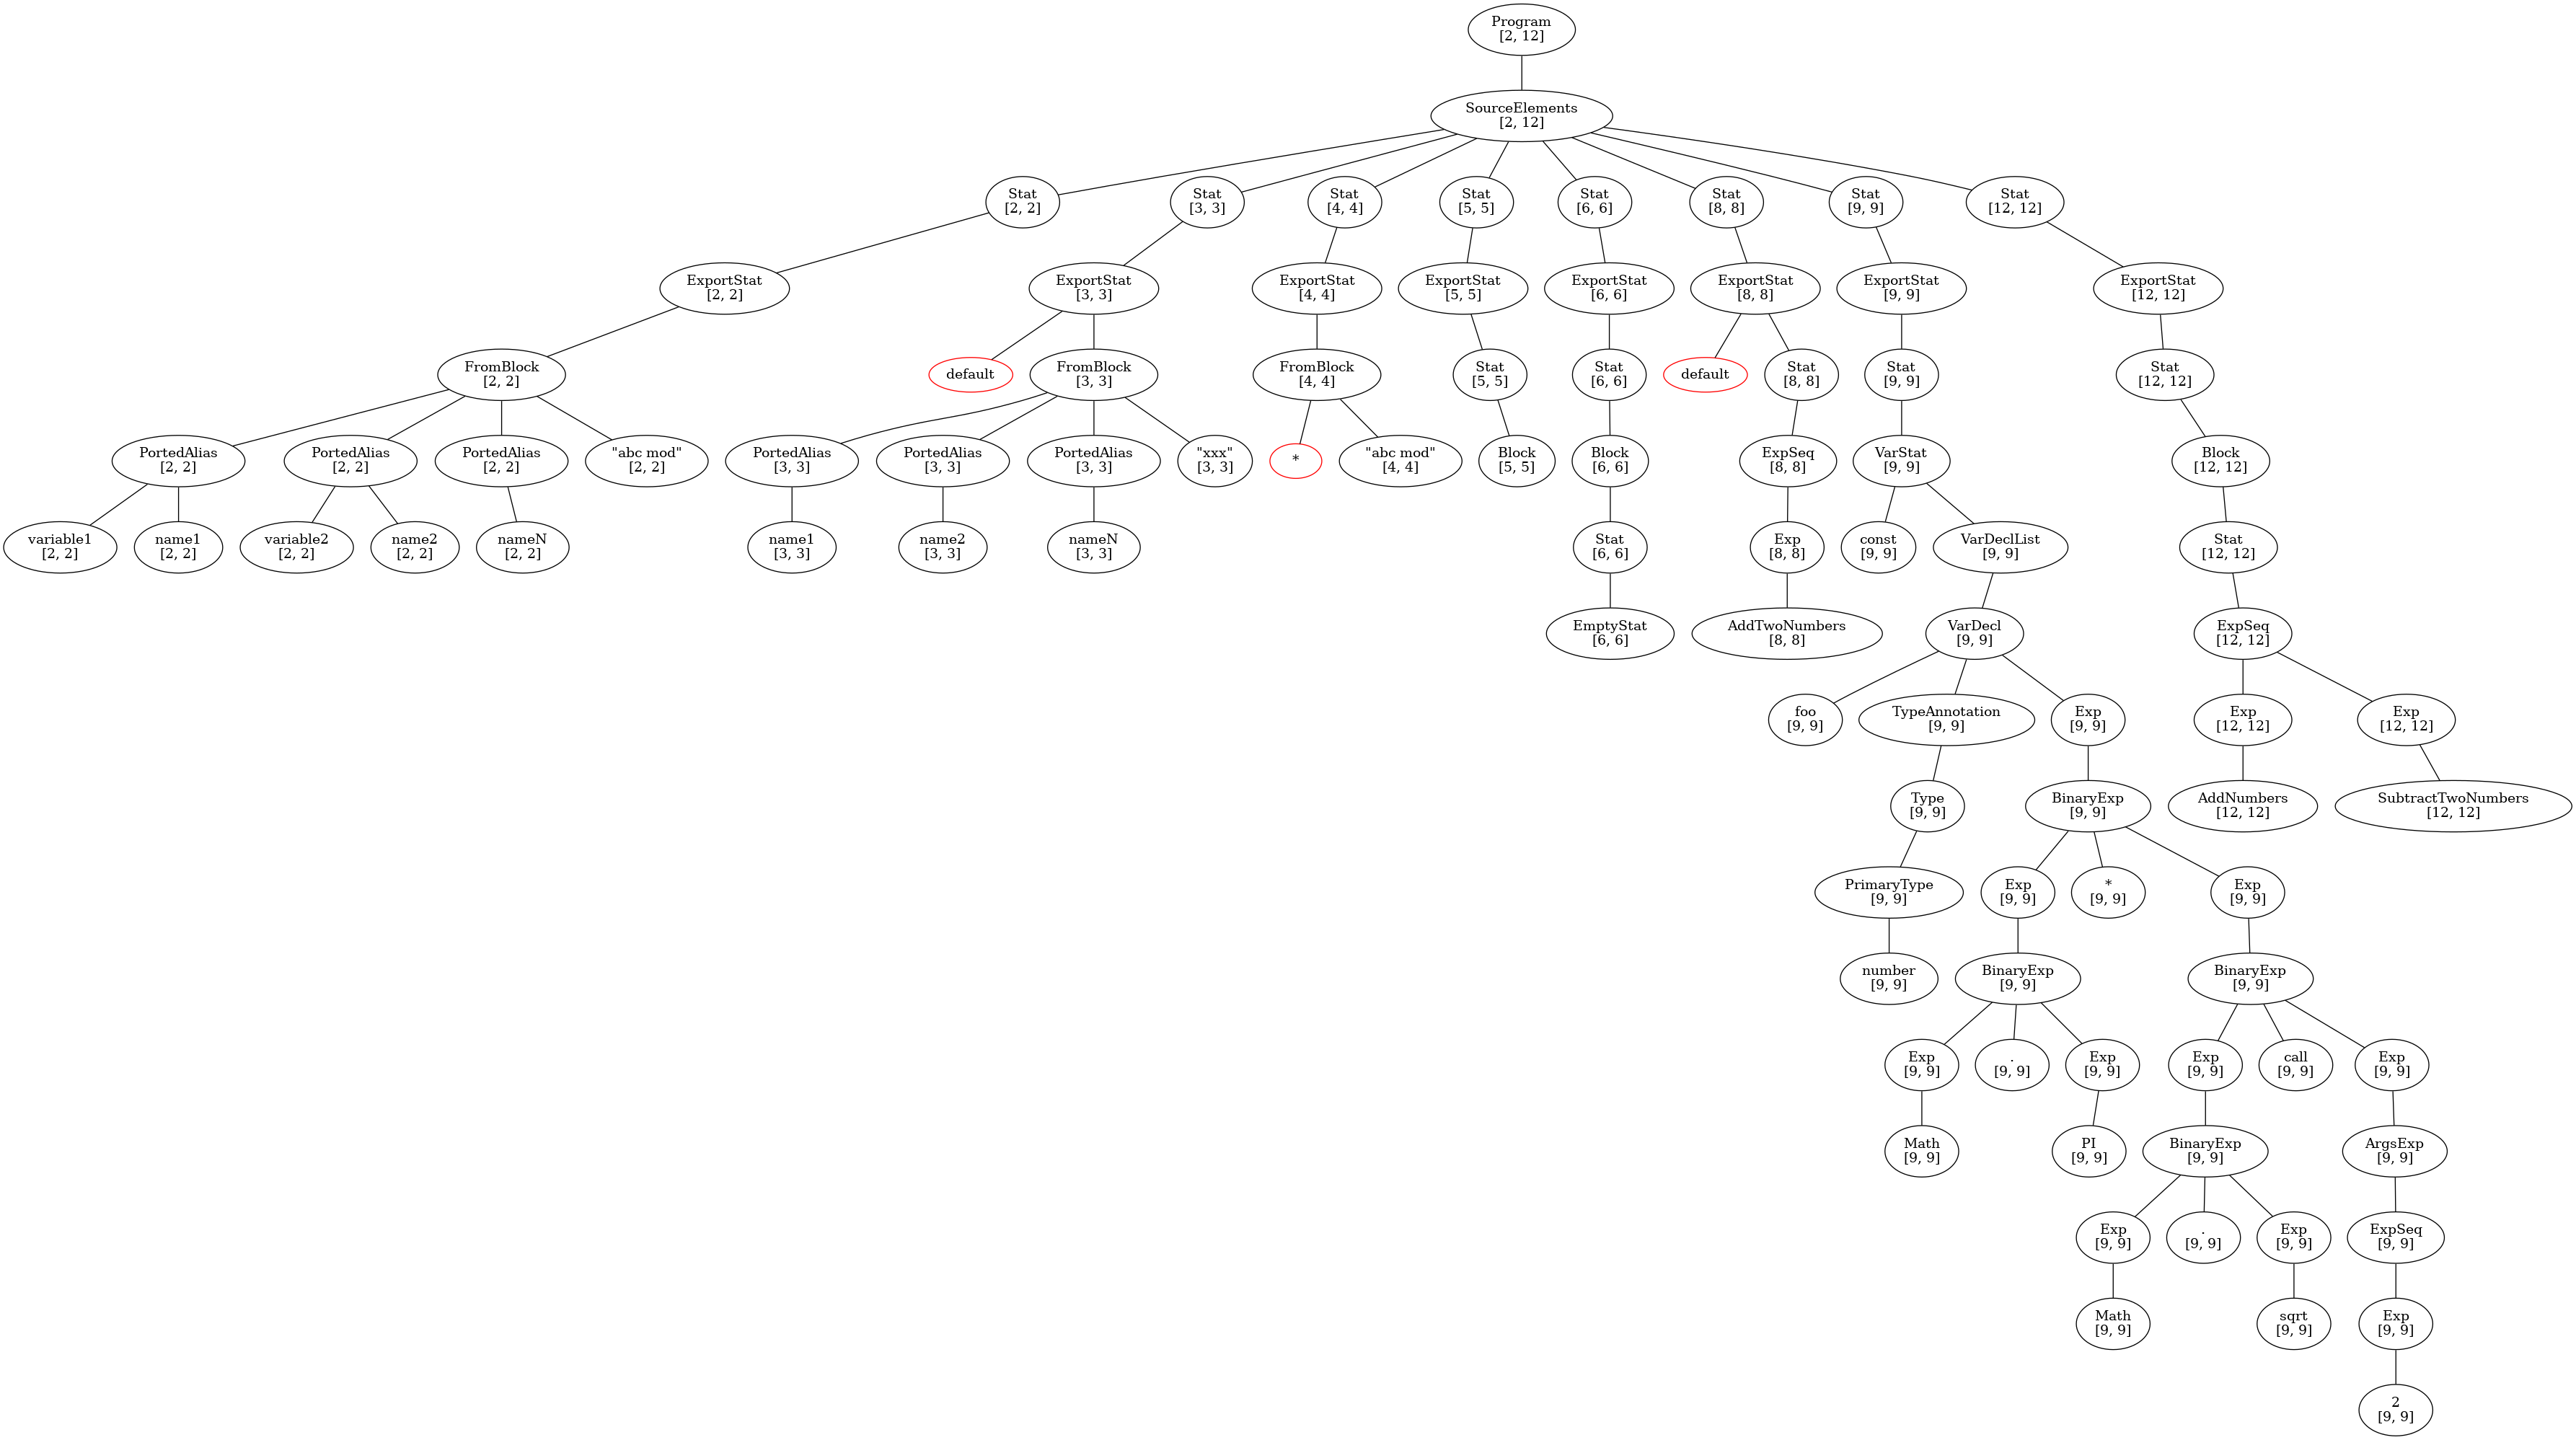 Program
[2, 12]
SourceElements
[2, 12]
Stat
[2, 2]
Stat
[3, 3]
Stat
[4, 4]
Stat
[5, 5]
Stat
[6, 6]
Stat
[8, 8]
Stat
[9, 9]
Stat
[12, 12]
ExportStat
[2, 2]
ExportStat
[3, 3]
ExportStat
[4, 4]
ExportStat
[5, 5]
ExportStat
[6, 6]
ExportStat
[8, 8]
ExportStat
[9, 9]
ExportStat
[12, 12]
FromBlock
[2, 2]
default
FromBlock
[3, 3]
FromBlock
[4, 4]
Stat
[5, 5]
Stat
[6, 6]
default
Stat
[8, 8]
Stat
[9, 9]
Stat
[12, 12]
PortedAlias
[2, 2]
PortedAlias
[2, 2]
PortedAlias
[2, 2]
"abc mod"
[2, 2]
PortedAlias
[3, 3]
PortedAlias
[3, 3]
PortedAlias
[3, 3]
"xxx"
[3, 3]
*
"abc mod"
[4, 4]
Block
[5, 5]
Block
[6, 6]
ExpSeq
[8, 8]
VarStat
[9, 9]
Block
[12, 12]
variable1
[2, 2]
name1
[2, 2]
variable2
[2, 2]
name2
[2, 2]
nameN
[2, 2]
name1
[3, 3]
name2
[3, 3]
nameN
[3, 3]
Stat
[6, 6]
Exp
[8, 8]
const
[9, 9]
VarDeclList
[9, 9]
Stat
[12, 12]
EmptyStat
[6, 6]
AddTwoNumbers
[8, 8]
VarDecl
[9, 9]
ExpSeq
[12, 12]
foo
[9, 9]
TypeAnnotation
[9, 9]
Exp
[9, 9]
Exp
[12, 12]
Exp
[12, 12]
Type
[9, 9]
BinaryExp
[9, 9]
AddNumbers
[12, 12]
SubtractTwoNumbers
[12, 12]
PrimaryType
[9, 9]
Exp
[9, 9]
*
[9, 9]
Exp
[9, 9]
number
[9, 9]
BinaryExp
[9, 9]
BinaryExp
[9, 9]
Exp
[9, 9]
.
[9, 9]
Exp
[9, 9]
Exp
[9, 9]
call
[9, 9]
Exp
[9, 9]
Math
[9, 9]
PI
[9, 9]
BinaryExp
[9, 9]
ArgsExp
[9, 9]
Exp
[9, 9]
.
[9, 9]
Exp
[9, 9]
ExpSeq
[9, 9]
Math
[9, 9]
sqrt
[9, 9]
Exp
[9, 9]
2
[9, 9]